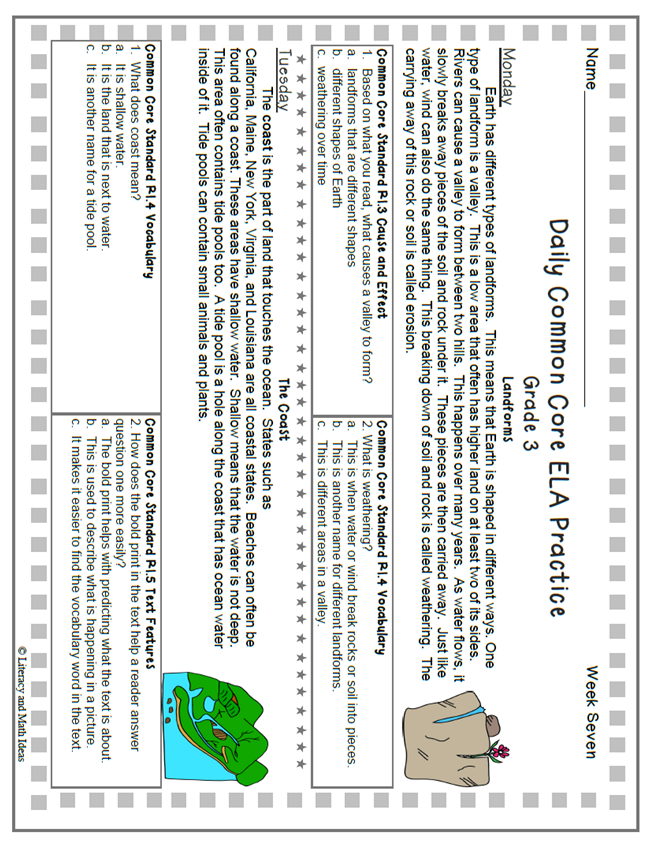 Name
Week Seven
Daily Common Core ELA Practice
Grade 3
Monday
Landforms
Earth has different types of landforms. This means that Earth is shaped in different ways. One
type of landform is a valley. This is a low area that often has higher land on at least two of its sides.
Rivers can cause a valley to form between two hills. This happens over many years. As water flows, it
slowly breaks away pieces of the soil and rock under it. These pieces are then carried away. Just like
water, wind can also do the same thing. This breaking down of soil and rock is called weathering. The
carrying away of this rock or soil is called erosion.
Common Core Standard R.1.3 Cause and Effect
1. Based on what you read, what causes a valley to form?
a. landforms that are different shapes
b. different shapes of Earth
c. weathering over time
Common Core Standard R.1.4 Vocabulary
2. What is weathering?
a. This is when water or wind break rocks or soil into pieces.
b. This is another name for different landforms.
c. This is different areas in a valley.
Tuesday
The Coast
The coast is the part of land that touches the ocean. States such as
California, Maine, New York, Virginia, and Louisiana are all coastal states. Beaches can often be
found along a coast. These areas have shallow water. Shallow means that the water is not deep.
This area often contains tide pools too. A tide pool is a hole along the coast that has ocean water
inside of it. Tide pools can contain small animals and plants.
Common Core Standard R.1.4 Vocabulary
1. What does coast mean?
a. It is shallow water.
b. It is the land that is next to water.
c. It is another name for a tide pool.
Common Core Standard R.1.5 Text Features
2. How does the bold print in the text help a reader answer
question one more easily?
a. The bold print helps with predicting what the text is about.
b. This is used to describe what is happening in a picture.
c. It makes it easier to find the vocabulary word in the text.
© Literacy and Math Ideas